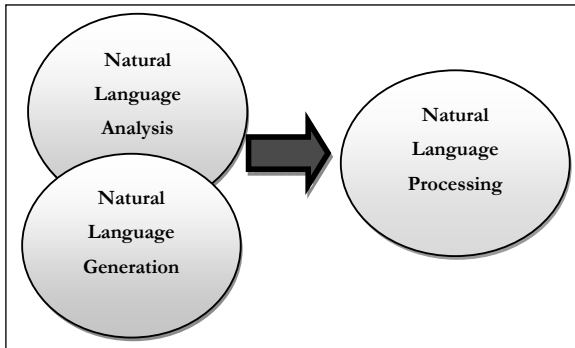 Natural
Language
Analysis
Natural
Language
Generation
Natural
Language
Processing